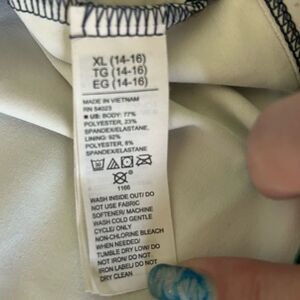 XL (14-16)
TG (14-16)
EG (14-16)
MADE IN VIETNAM
RN 54023
■ US: BODY: 77%
POLYESTER, 23%
SPANDEX/ELASTANE,
LINING: 92%
POLYESTER, 8%
SPANDEX/ELASTANE
1166
WASH INSIDE OUT/ DO
NOT USE FABRIC
SOFTENER/ MACHINE
WASH COLD GENTLE
CYCLE/ ONLY
NON-CHLORINE BLEACH
WHEN NEEDED/
TUMBLE DRY LOW/ DO
NOT IRON/ DO NOT
IRON LABEL/ DO NOT
DRY CLEAN